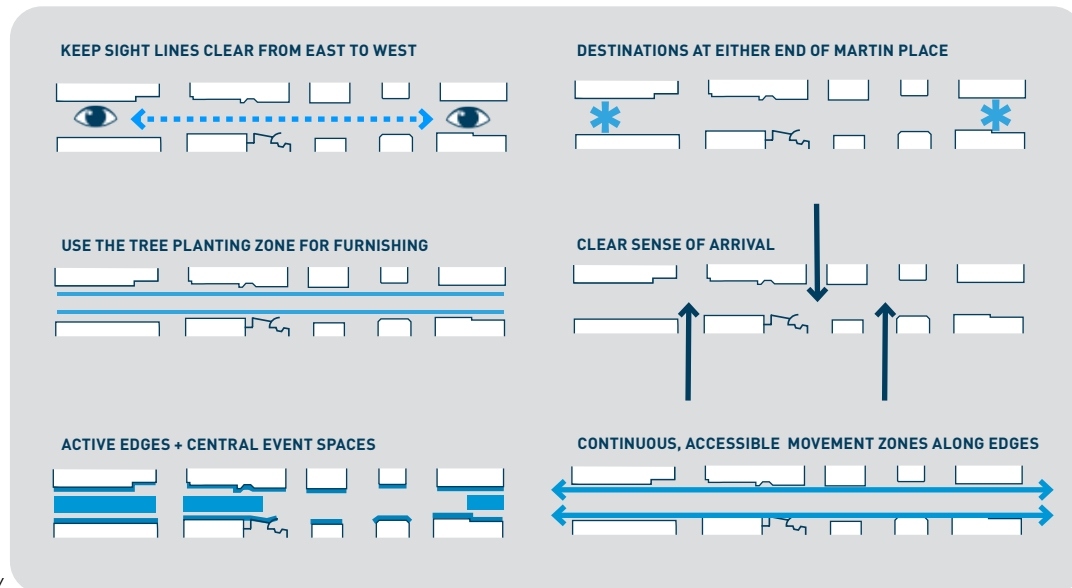 KEEP SIGHT LINES CLEAR FROM EAST TO WEST
DESTINATIONS AT EITHER END OF MARTIN PLACE
USE THE TREE PLANTING ZONE FOR FURNISHING
CLEAR SENSE OF ARRIVAL
ACTIVE EDGES + CENTRAL EVENT SPACES
CONTINUOUS, ACCESSIBLE MOVEMENT ZONES ALONG EDGES